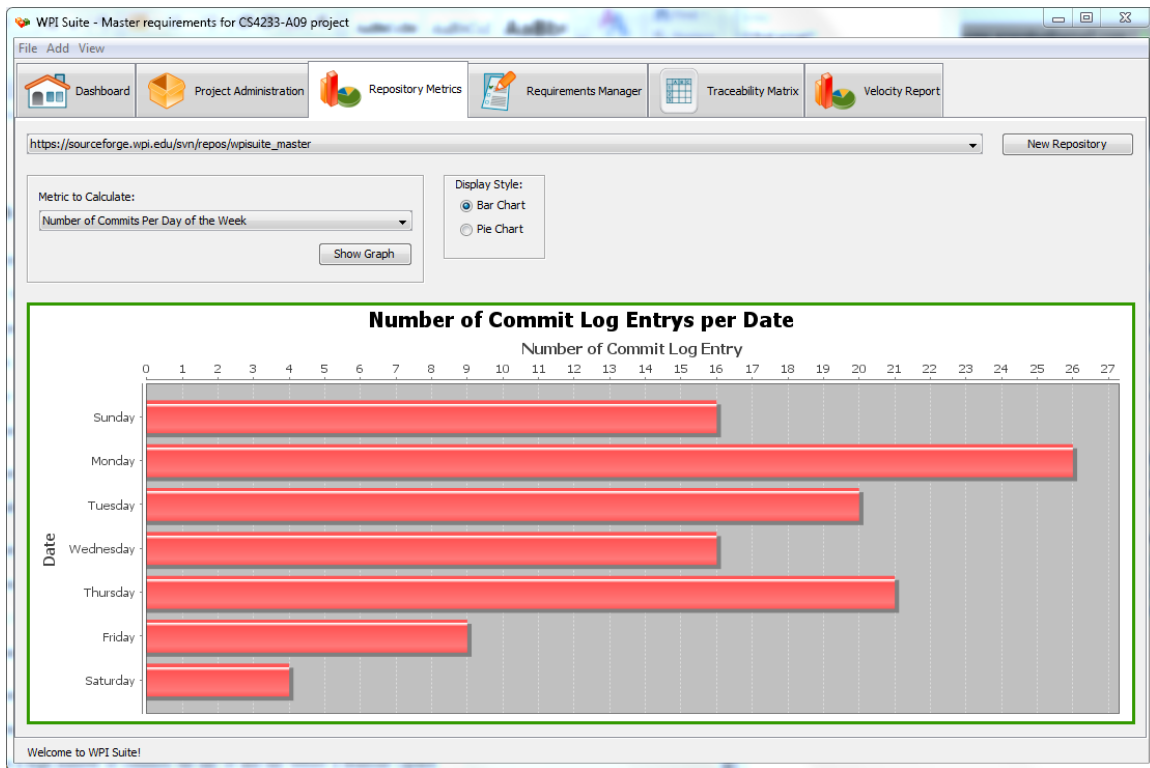 WPI Suite - Master requirements for CS4233-A09 project
File Add View
Dashboard
Project Administration
Repository Metrics
Requirements Manager
Traceability Matrix
Velocity Report
https://sourceforge.wpi.edu/svn/repos/wpisuite_master
New Repository
Metric to Calculate:
Number of Commits Per Day of the Week
Show Graph
Display Style:
Bar Chart
Pie Chart
Number of Commit Log Entrys per Date
Number of Commit Log Entry
0 1 2 3 4 5 6 7 8 9 10 11 12 13 14 15 16 17 18 19 20 21 22 23 24 25 26 27
Date
Sunday
Monday
Tuesday
Wednesday
Thursday
Friday
Saturday
Welcome to WPI Suite!